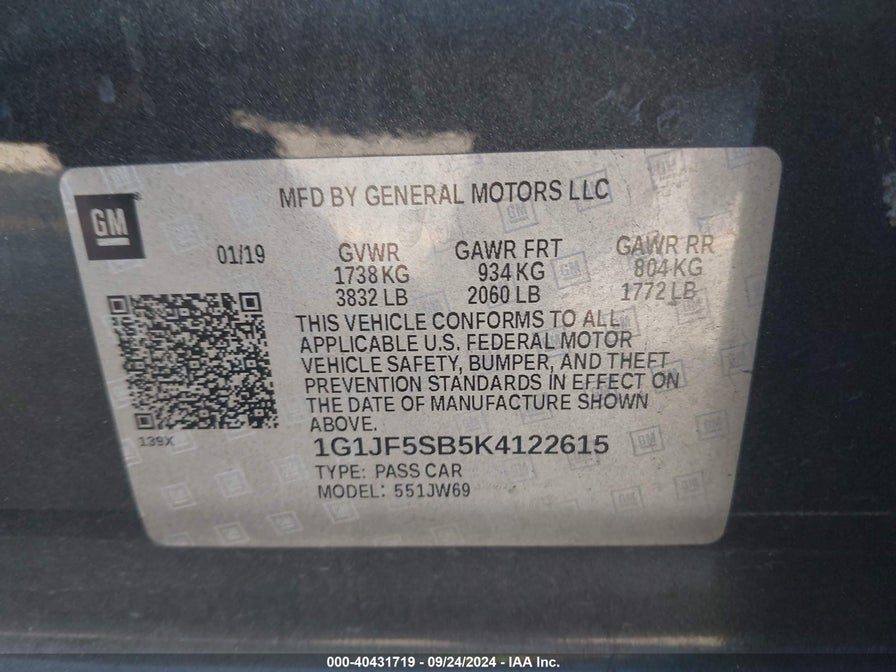 GM
MFD BY GENERAL MOTORS LLC
01/19
GVWR
1738 KG
3832 LB
GAWR FRT
934 KG
2060 LB
GAWR RR
804 KG
1772 LB
THIS VEHICLE CONFORMS TO ALL
APPLICABLE U.S. FEDERAL MOTOR
VEHICLE SAFETY, BUMPER, AND THEFT
PREVENTION STANDARDS IN EFFECT ON
THE DATE OF MANUFACTURE SHOWN
ABOVE.
139X
1G1JF5SB5K4122615
TYPE: PASS CAR
MODEL: 551JW69
000-40431719 - 09/24/2024 - IAA Inc.